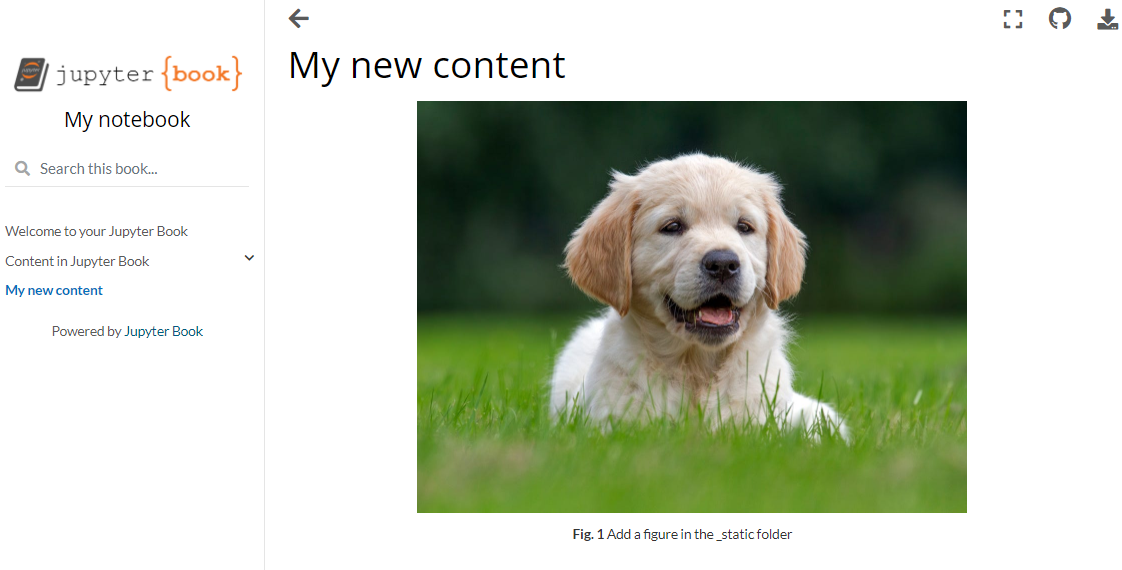 jupyter {book}
My notebook
Search this book...
Welcome to your Jupyter Book
Content in Jupyter Book
My new content
Powered by Jupyter Book
My new content
Fig. 1 Add a figure in the _static folder